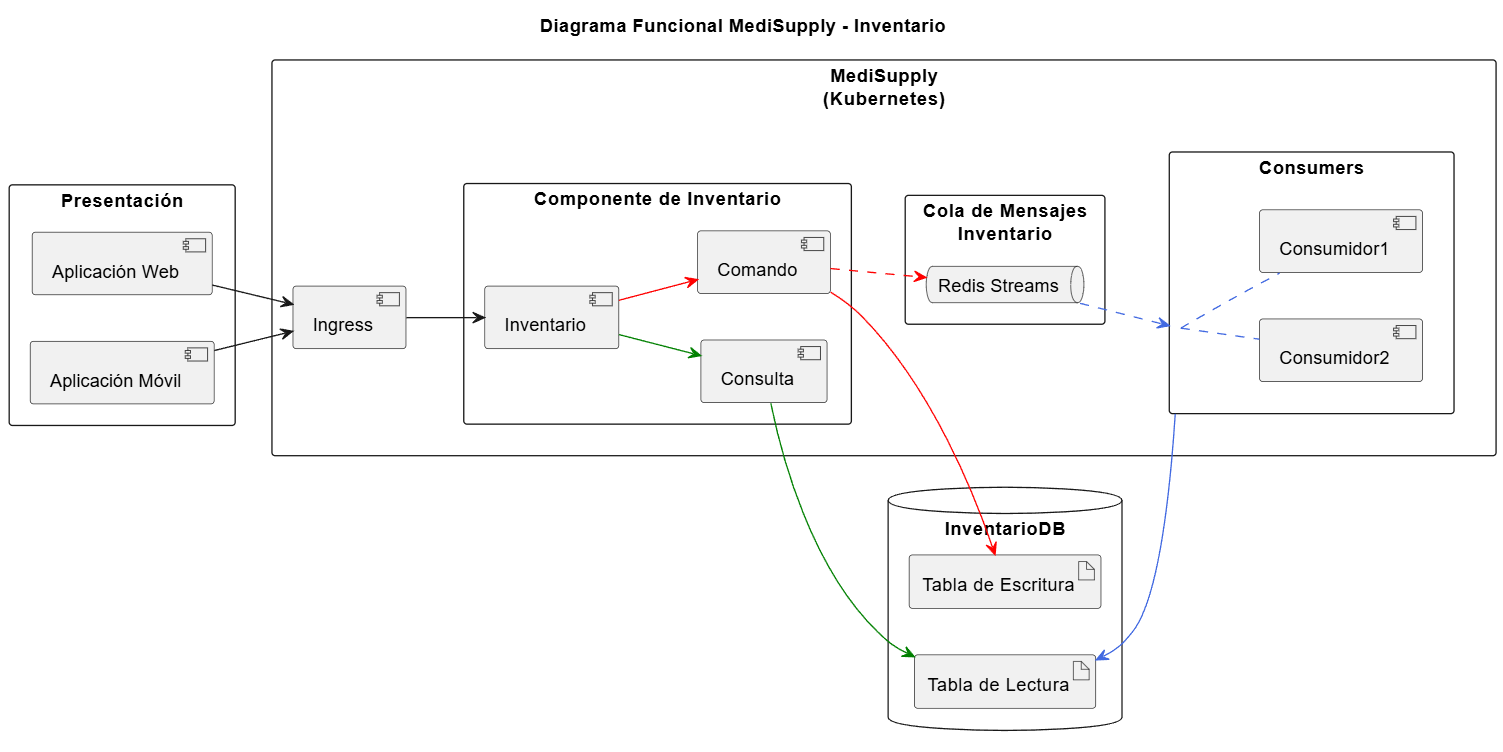 Diagrama Funcional MediSupply - Inventario
MediSupply
(Kubernetes)
Presentación
Aplicación Web
Aplicación Móvil
Ingress
Componente de Inventario
Inventario
Comando
Consulta
Cola de Mensajes
Inventario
Redis Streams
Consumers
Consumidor1
Consumidor2
InventarioDB
Tabla de Escritura
Tabla de Lectura